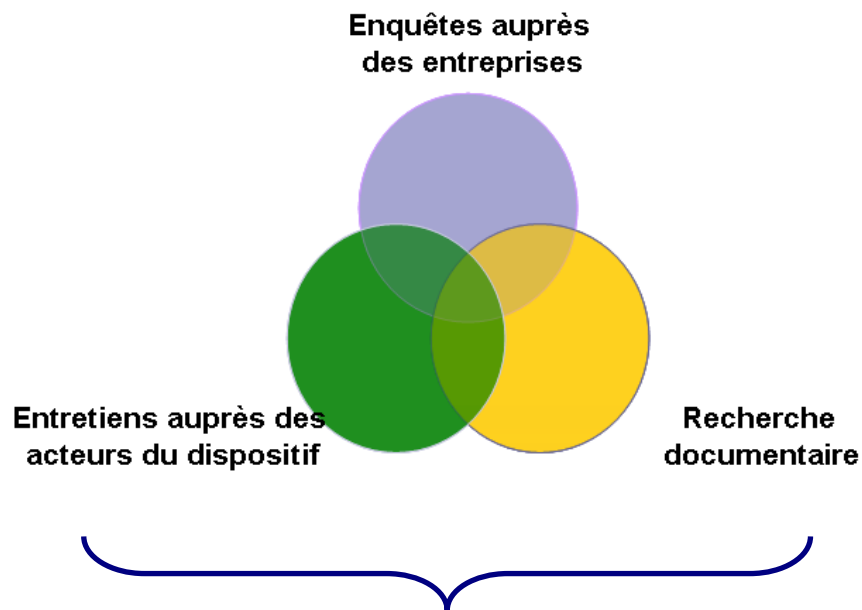 Enquêtes auprès
des entreprises
Entretiens auprès des
acteurs du dispositif
Recherche
documentaire